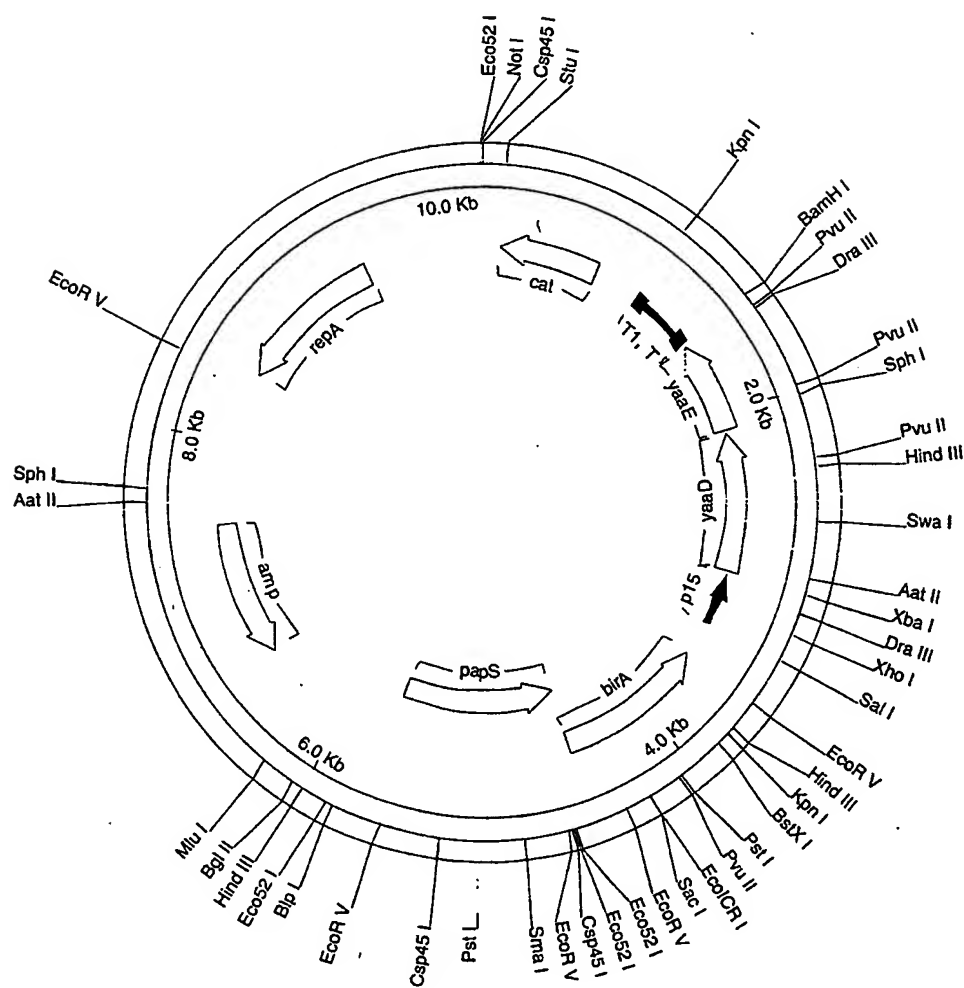 Eco52 I
Not I
Csp45 I
Stu I
Kpn I
BamH I
Pvu II
Dra III
Pvu II
Sph I
Pvu II
Hind III
Swa I
Aat II
Xba I
Dra III
Xho I
Sal I
EcoR V
Hind III
Kpn I
BstX I
Pst I
Pvu II
EcoICR I
Sac I
EcoR V
Eco52 I
Eco52 I
Csp45 I
EcoR V
Sma I
Pst I
Csp45 I
EcoR V
Blp I
Eco52 I
Hind III
Bgl II
Mlu I
Aat II
Sph I
EcoR V
10.0 Kb
2.0 Kb
4.0 Kb
6.0 Kb
8.0 Kb
cat
T1, T
yaaE
yaaD
p15
birA
papS
amp
repA